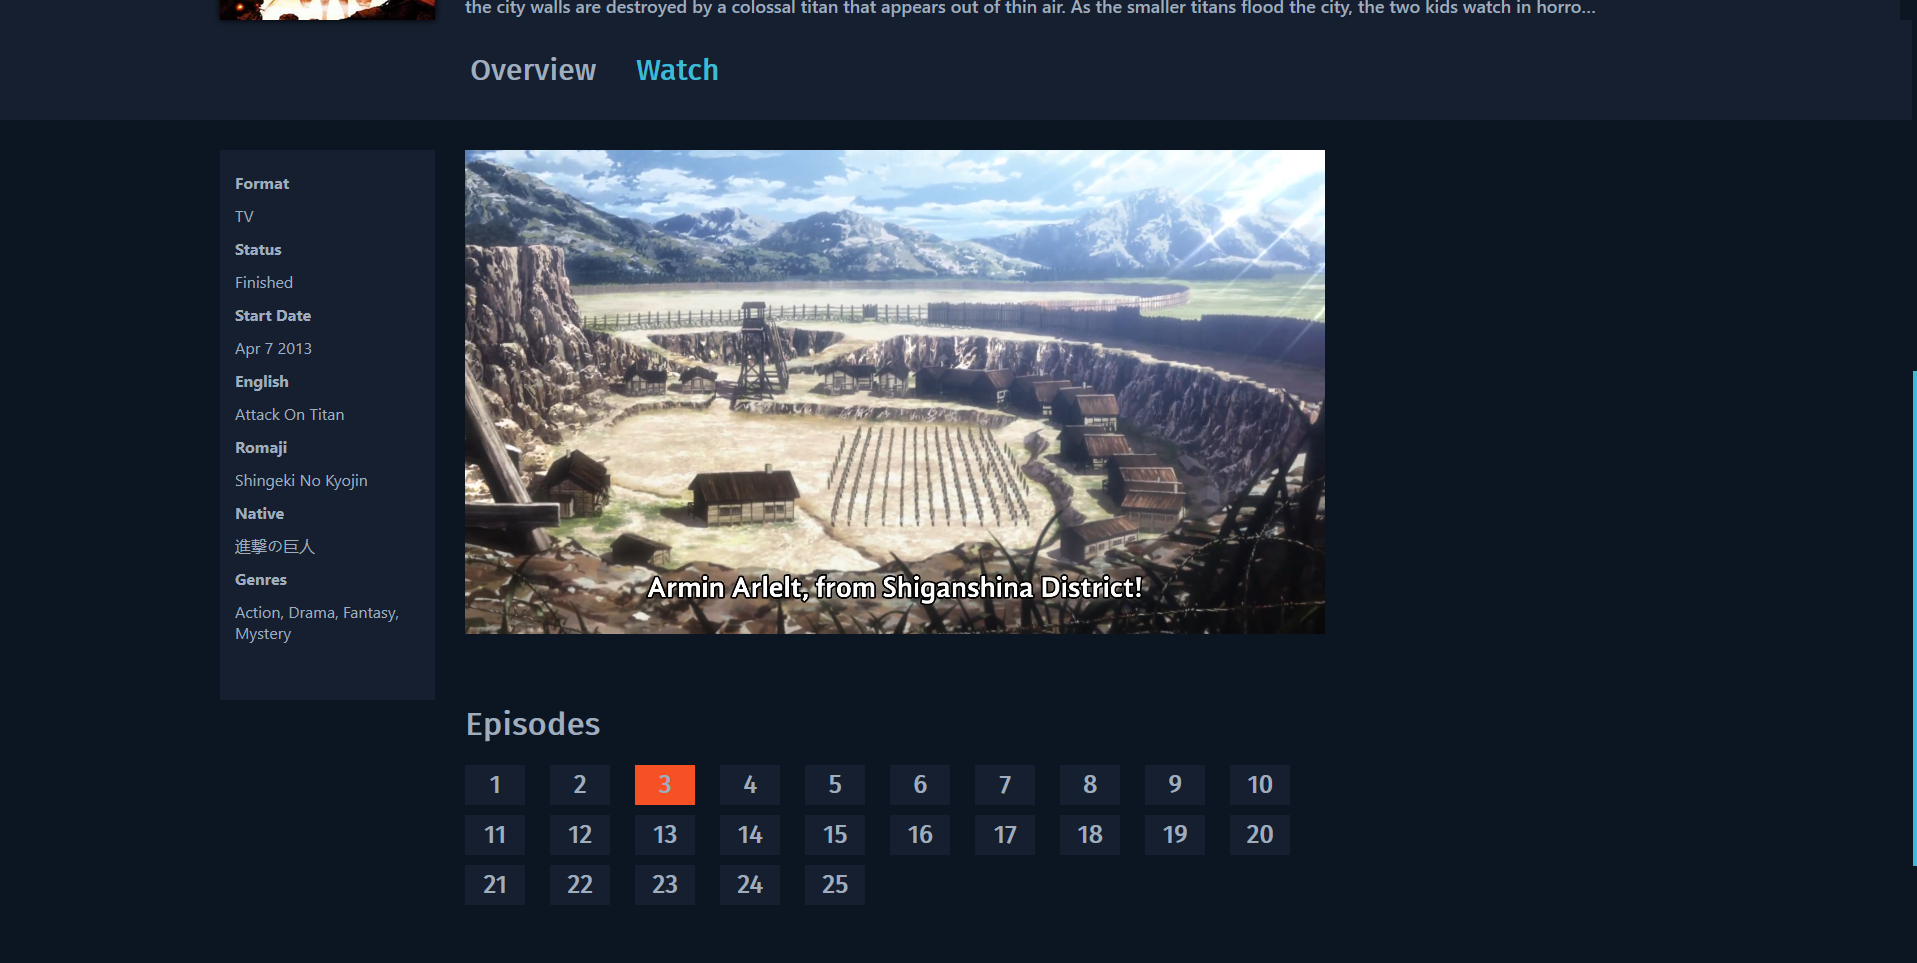 the city walls are destroyed by a colossal titan that appears out of thin air. As the smaller titans flood the city, the two kids watch in horro...
Overview Watch
Format
TV
Status
Finished
Start Date
Apr 7 2013
English
Attack On Titan
Romaji
Shingeki No Kyojin
Native
進撃の巨人
Genres
Action, Drama, Fantasy,
Mystery
Armin Arlelt, from Shiganshina District!
Episodes
1 2 3 4 5 6 7 8 9 10
11 12 13 14 15 16 17 18 19 20
21 22 23 24 25